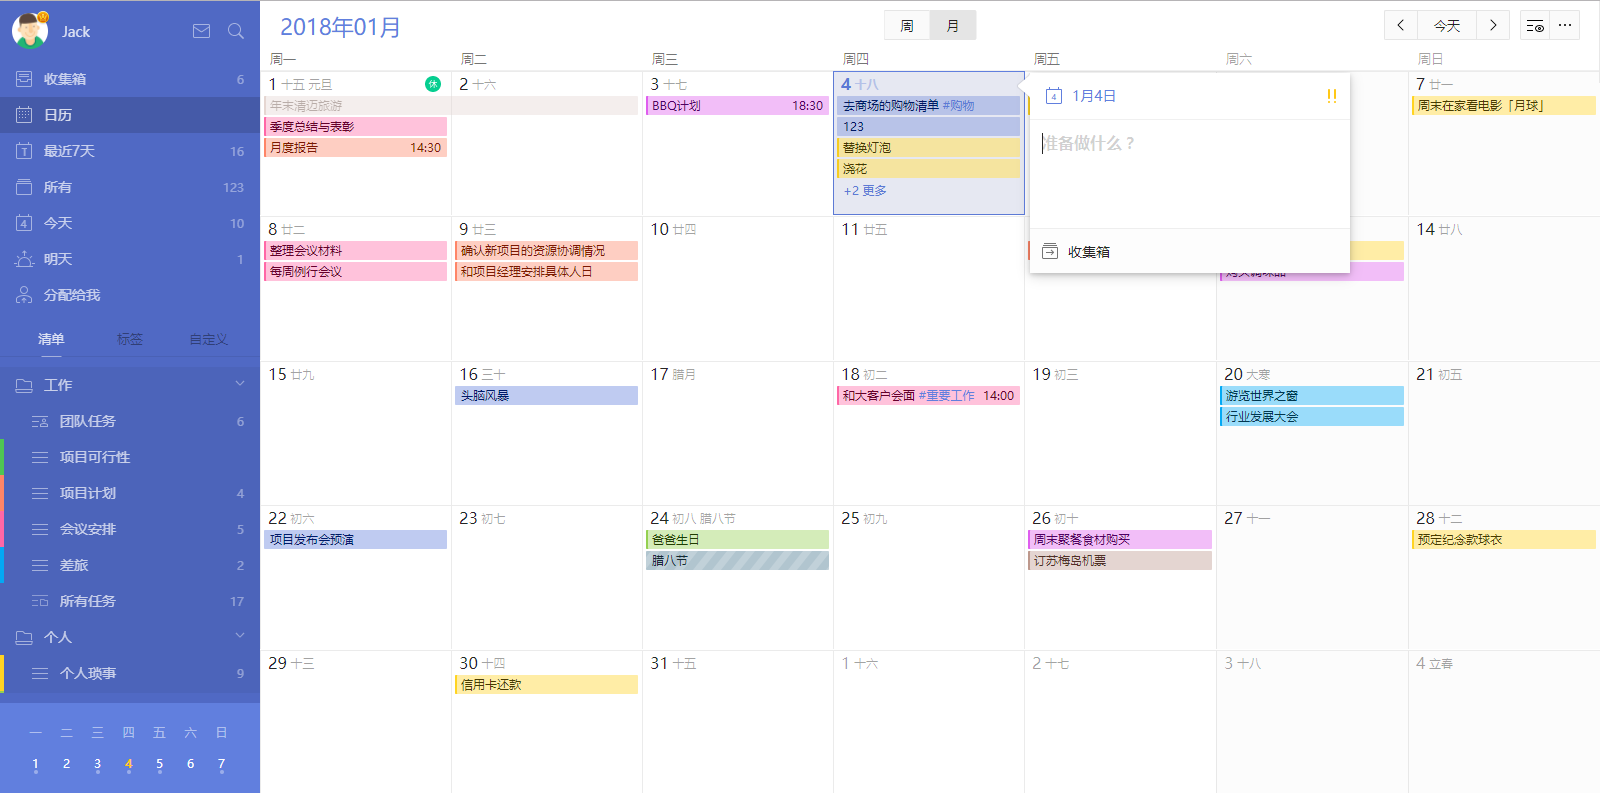 Jack
收集箱 6
日历
最近7天 16
所有 123
4 今天 10
明天 1
分配给我
清单 标签 自定义
工作
团队任务 6
项目可行性
项目计划 4
会议安排 5
差旅 2
所有任务 17
个人
个人琐事 9
一 二 三 四 五 六 日
1 2 3 4 5 6 7
2018年01月
周 月
今天
周一 周二 周三 周四 周五 周六 周日
1 十五 元旦 休
年末清迈旅游
季度总结与表彰
月度报告 14:30
2 十六
3 十七
BBQ计划 18:30
4 十八
去商场的购物清单 #购物
123
替换灯泡
浇花
+2 更多
4 1月4日 !!
准备做什么？
收集箱
7 廿一
周末在家看电影「月球」
8 廿二
整理会议材料
每周例行会议
9 廿三
确认新项目的资源协调情况
和项目经理安排具体人日
10 廿四
11 廿五
14 廿八
15 廿九
16 三十
头脑风暴
17 腊月
18 初二
和大客户会面 #重要工作 14:00
19 初三
20 大寒
游览世界之窗
行业发展大会
21 初五
22 初六
项目发布会预演
23 初七
24 初八 腊八节
爸爸生日
腊八节
25 初九
26 初十
周末聚餐食材购买
订苏梅岛机票
27 十一
28 十二
预定纪念款球衣
29 十三
30 十四
信用卡还款
31 十五
1 十六
2 十七
3 十八
4 立春